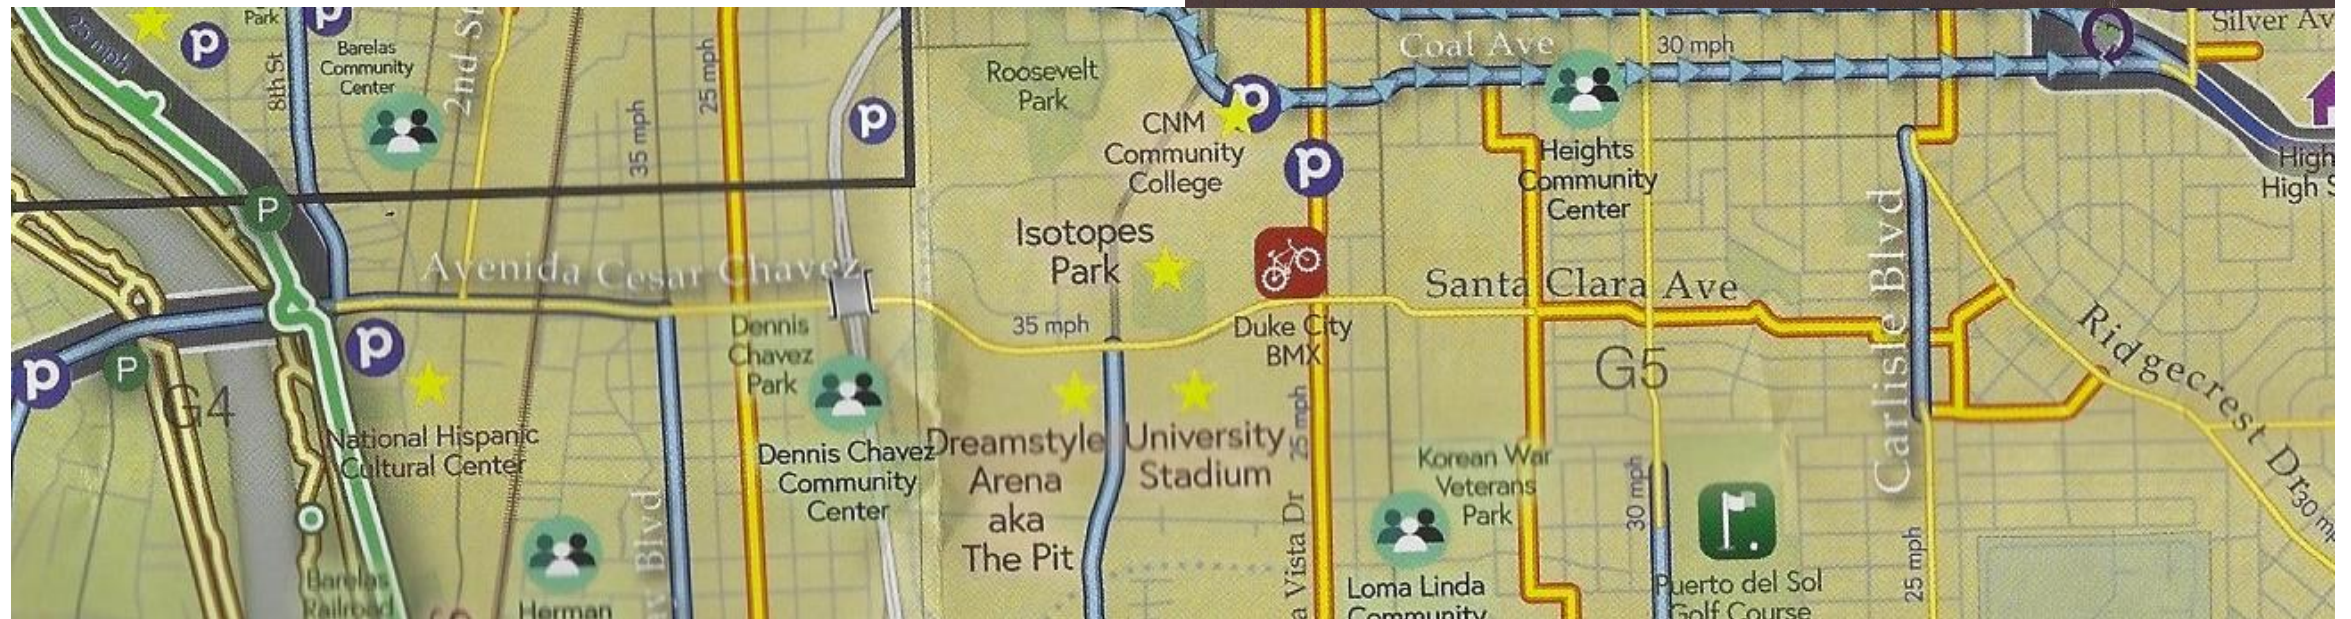 25 mph
p
Park
p
8th St
Barelas
Community
Center
2nd St
35 mph
25 mph
p
Roosevelt
Park
CNM
Community
College
p
p
Coal Ave
30 mph
Silver Av
Heights
Community
Center
High
High S
P
Avenida Cesar Chavez
Isotopes
Park
35 mph
Duke City
BMX
Santa Clara Ave
Carlisle Blvd
Ridgecrest Dr
30 mp
p
P
G4
p
National Hispanic
Cultural Center
Dennis
Chavez
Park
Dennis Chavez
Community
Center
Dreamstyle
Arena
aka
The Pit
University
Stadium
25 mph
a Vista Dr
G5
Korean War
Veterans
Park
Loma Linda
Community
30 mph
Puerto del Sol
Golf Course
25 mph
Barelas
Railroad
Herman
Blvd